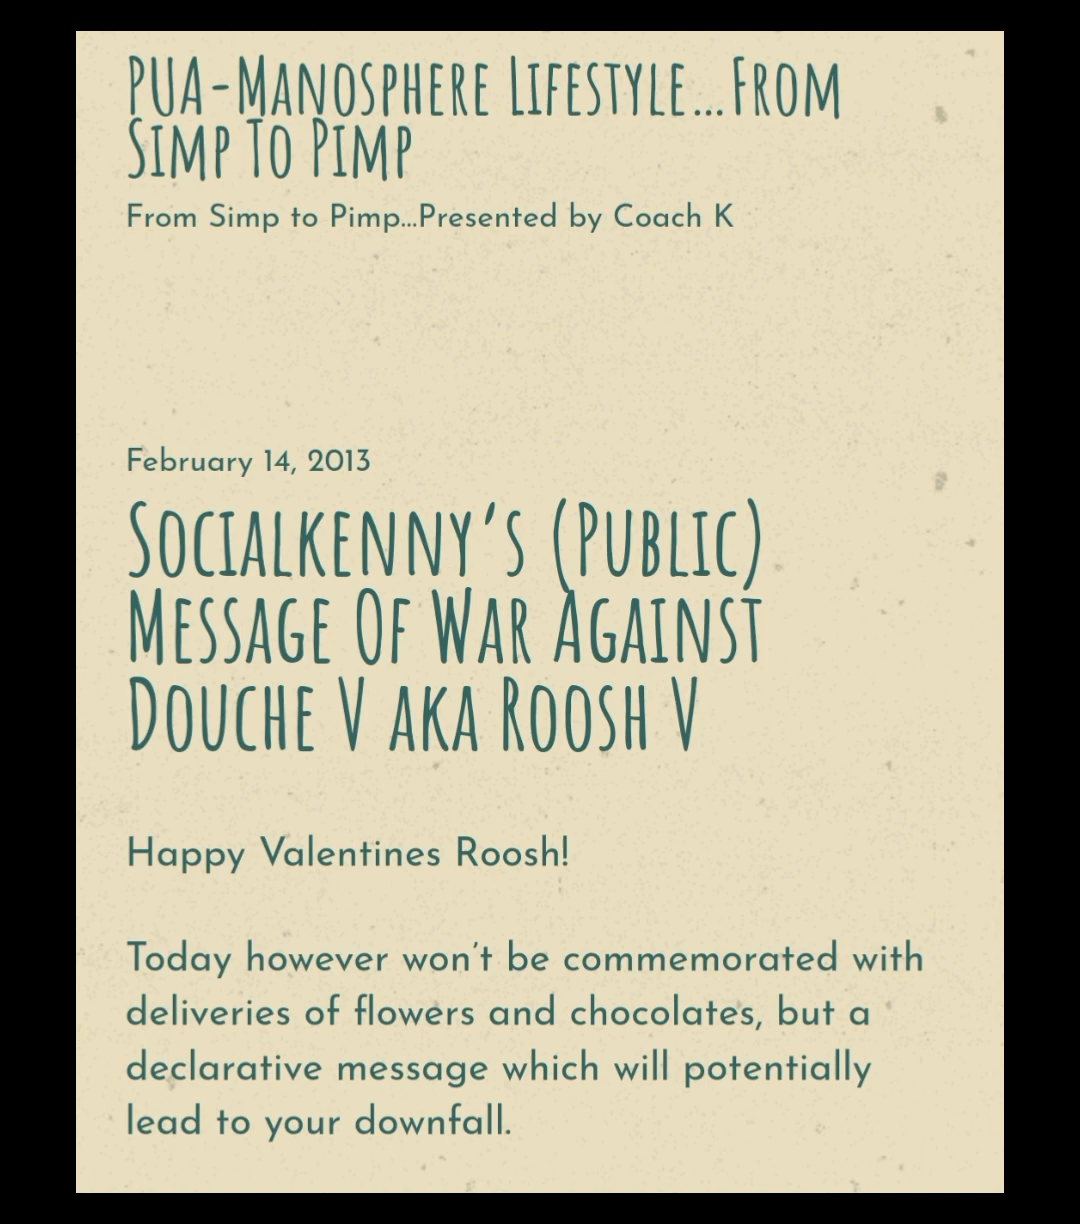 PUA-Manosphere Lifestyle...From
Simp To Pimp
From Simp to Pimp...Presented by Coach K
February 14, 2013
Socialkenny's (Public)
Message Of War Against
Douche V aka Roosh V
Happy Valentines Roosh!
Today however won't be commemorated with
deliveries of flowers and chocolates, but a
declarative message which will potentially
lead to your downfall.